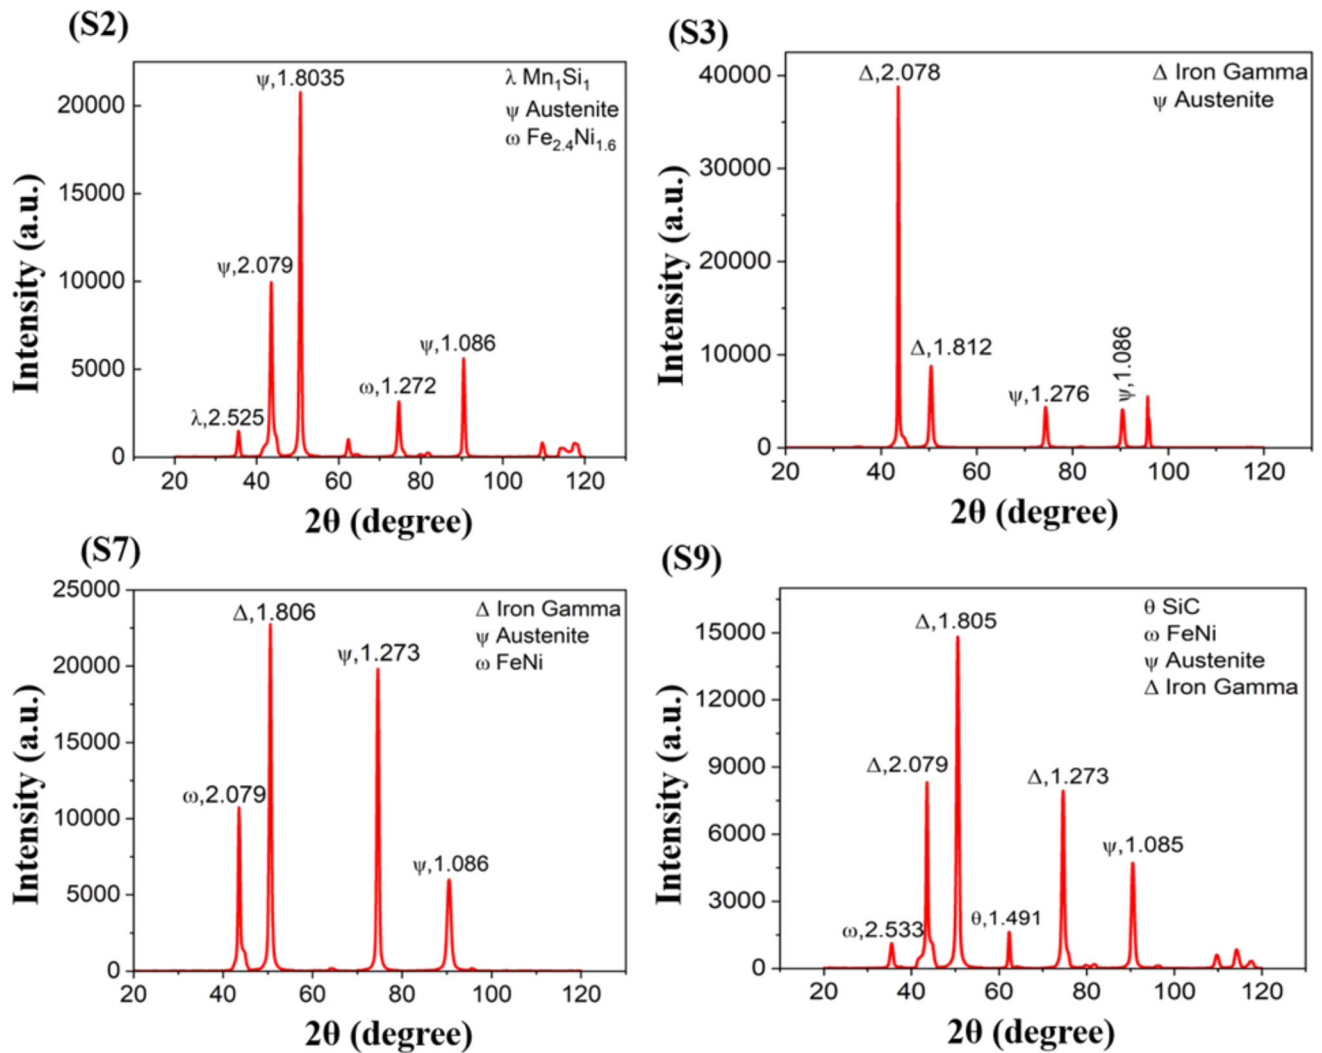 (S2)
λ Mn₁Si₁
ψ Austenite
ω Fe₂.₄Ni₁.₆
ψ,1.8035
ψ,2.079
λ,2.525
ω,1.272
ψ,1.086
20000
15000
10000
5000
0
20 40 60 80 100 120
Intensity (a.u.)
2θ (degree)
(S3)
Δ Iron Gamma
ψ Austenite
Δ,2.078
Δ,1.812
ψ,1.276
ψ,1.086
40000
30000
20000
10000
0
20 40 60 80 100 120
Intensity (a.u.)
2θ (degree)
(S7)
Δ Iron Gamma
ψ Austenite
ω FeNi
Δ,1.806
ψ,1.273
ω,2.079
ψ,1.086
25000
20000
15000
10000
5000
0
20 40 60 80 100 120
Intensity (a.u.)
2θ (degree)
(S9)
θ SiC
ω FeNi
ψ Austenite
Δ Iron Gamma
Δ,1.805
Δ,2.079
Δ,1.273
ψ,1.085
ω,2.533
θ,1.491
15000
12000
9000
6000
3000
0
20 40 60 80 100 120
Intensity (a.u.)
2θ (degree)